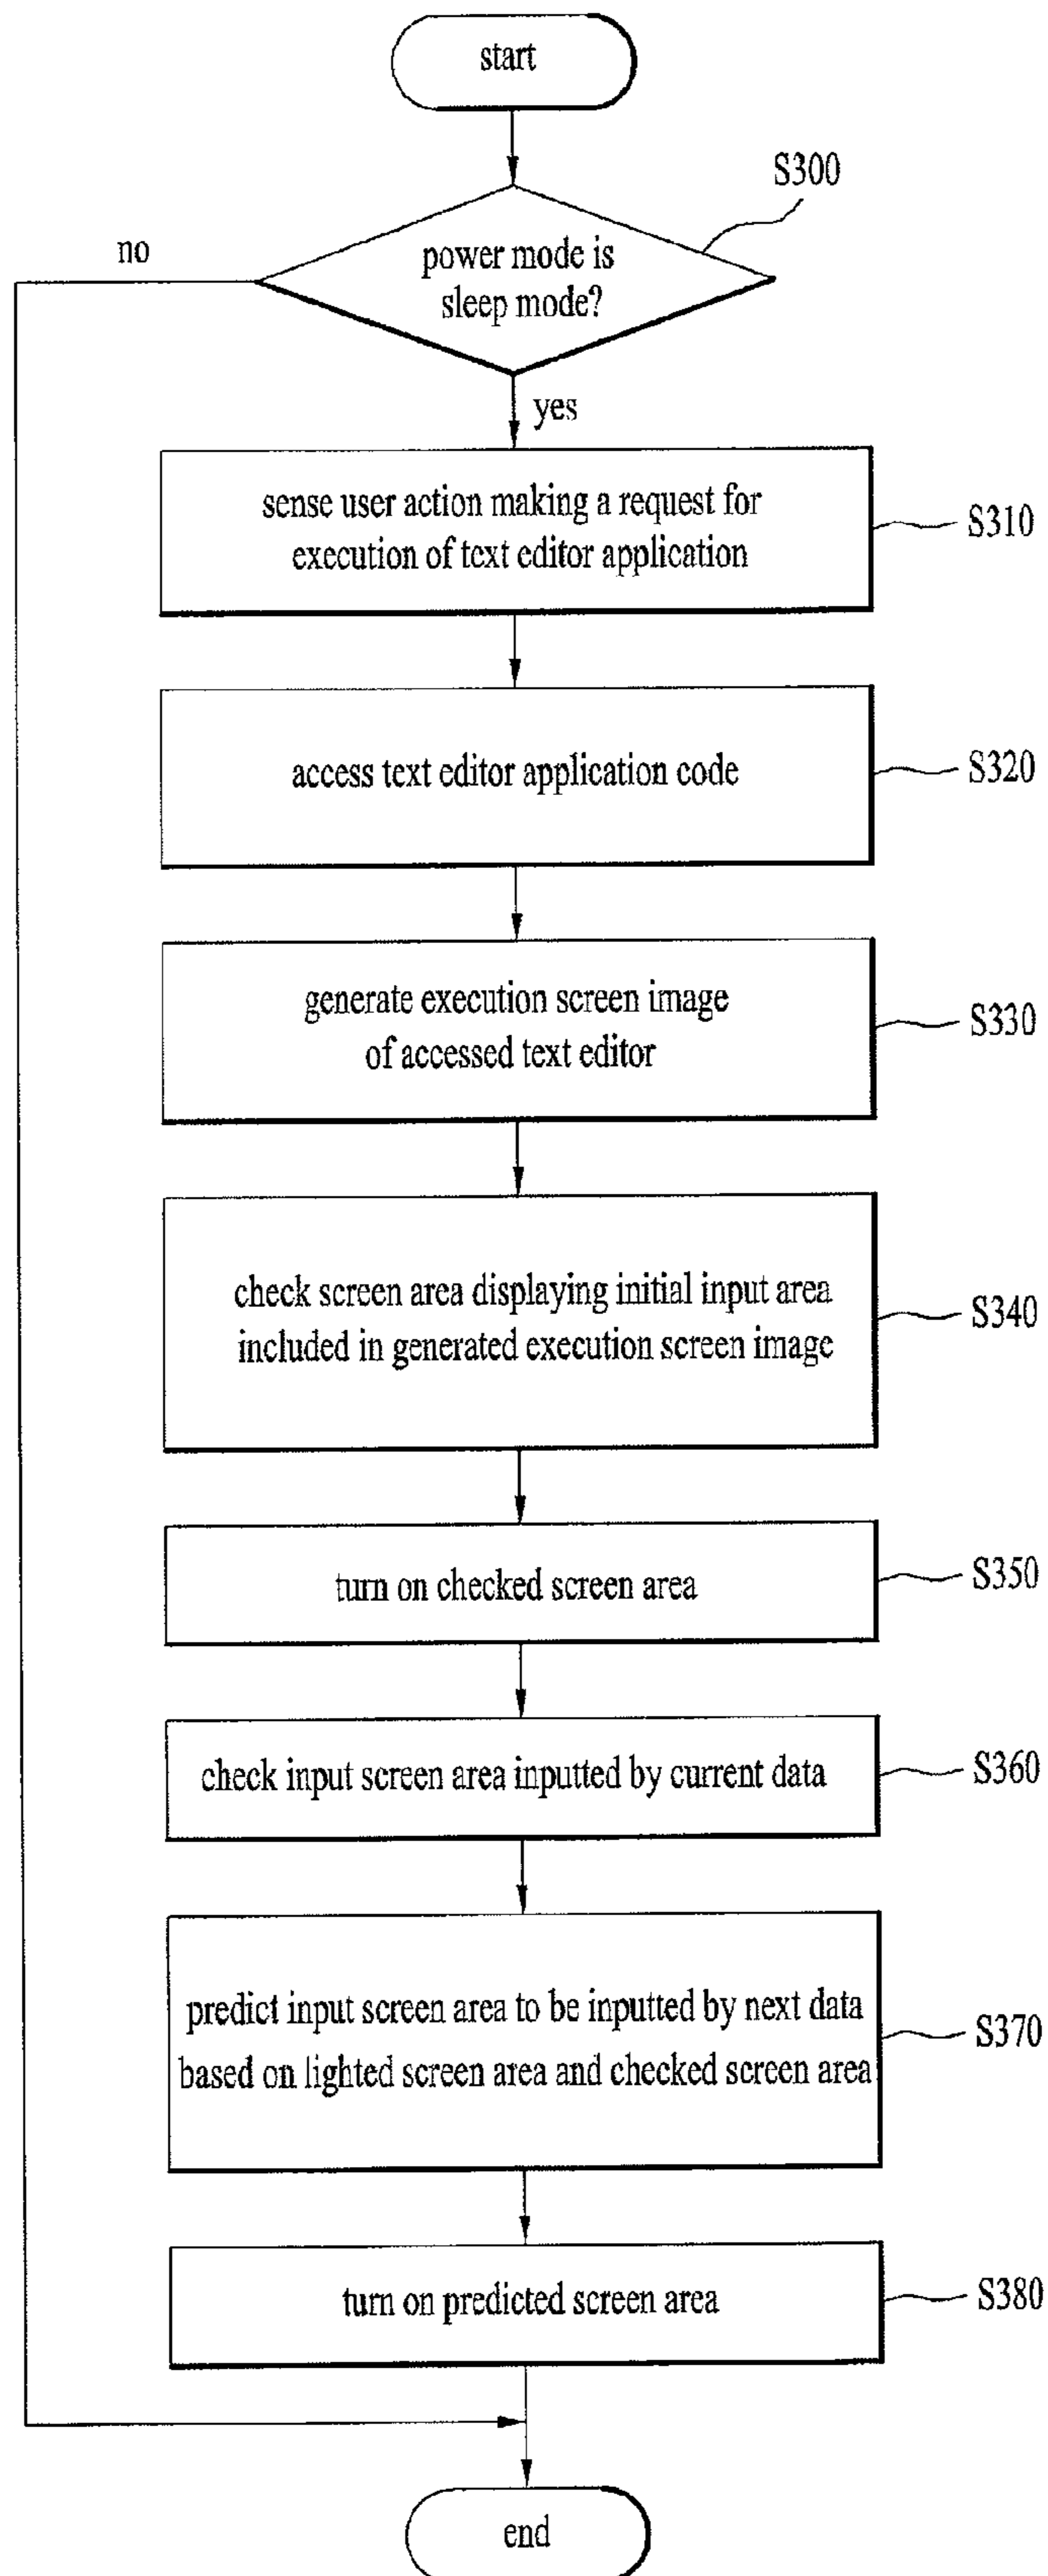 start
S300
no
power mode is
sleep mode?
yes
sense user action making a request for
execution of text editor application
S310
access text editor application code
S320
generate execution screen image
of accessed text editor
S330
check screen area displaying initial input area
included in generated execution screen image
S340
turn on checked screen area
S350
check input screen area inputted by current data
S360
predict input screen area to be inputted by next data
based on lighted screen area and checked screen area
S370
turn on predicted screen area
S380
end